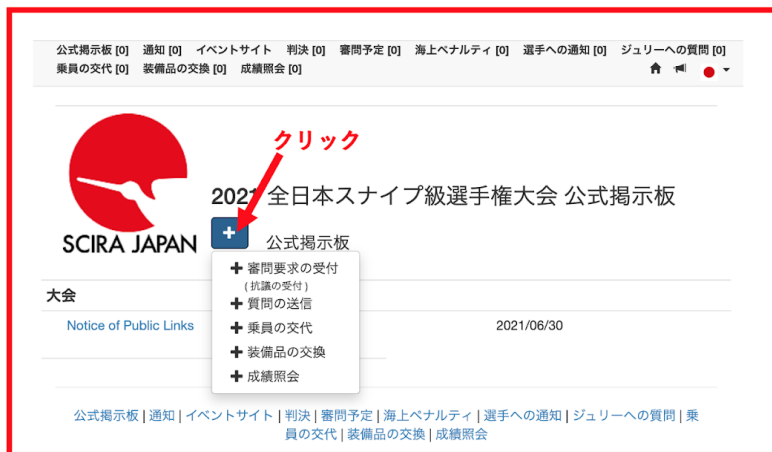 公式掲示板 [0] 通知 [0] イベントサイト 判決 [0] 審問予定 [0] 海上ペナルティ [0] 選手への通知 [0] ジュリーへの質問 [0]
乗員の交代 [0] 装備品の交換 [0] 成績照会 [0]
クリック
2021 全日本スナイプ級選手権大会 公式掲示板
SCIRA JAPAN
公式掲示板
審問要求の受付
(抗議の受付)
質問の送信
乗員の交代
装備品の交換
成績照会
大会
Notice of Public Links 2021/06/30
公式掲示板 | 通知 | イベントサイト | 判決 | 審問予定 | 海上ペナルティ | 選手への通知 | ジュリーへの質問 | 乗
員の交代 | 装備品の交換 | 成績照会